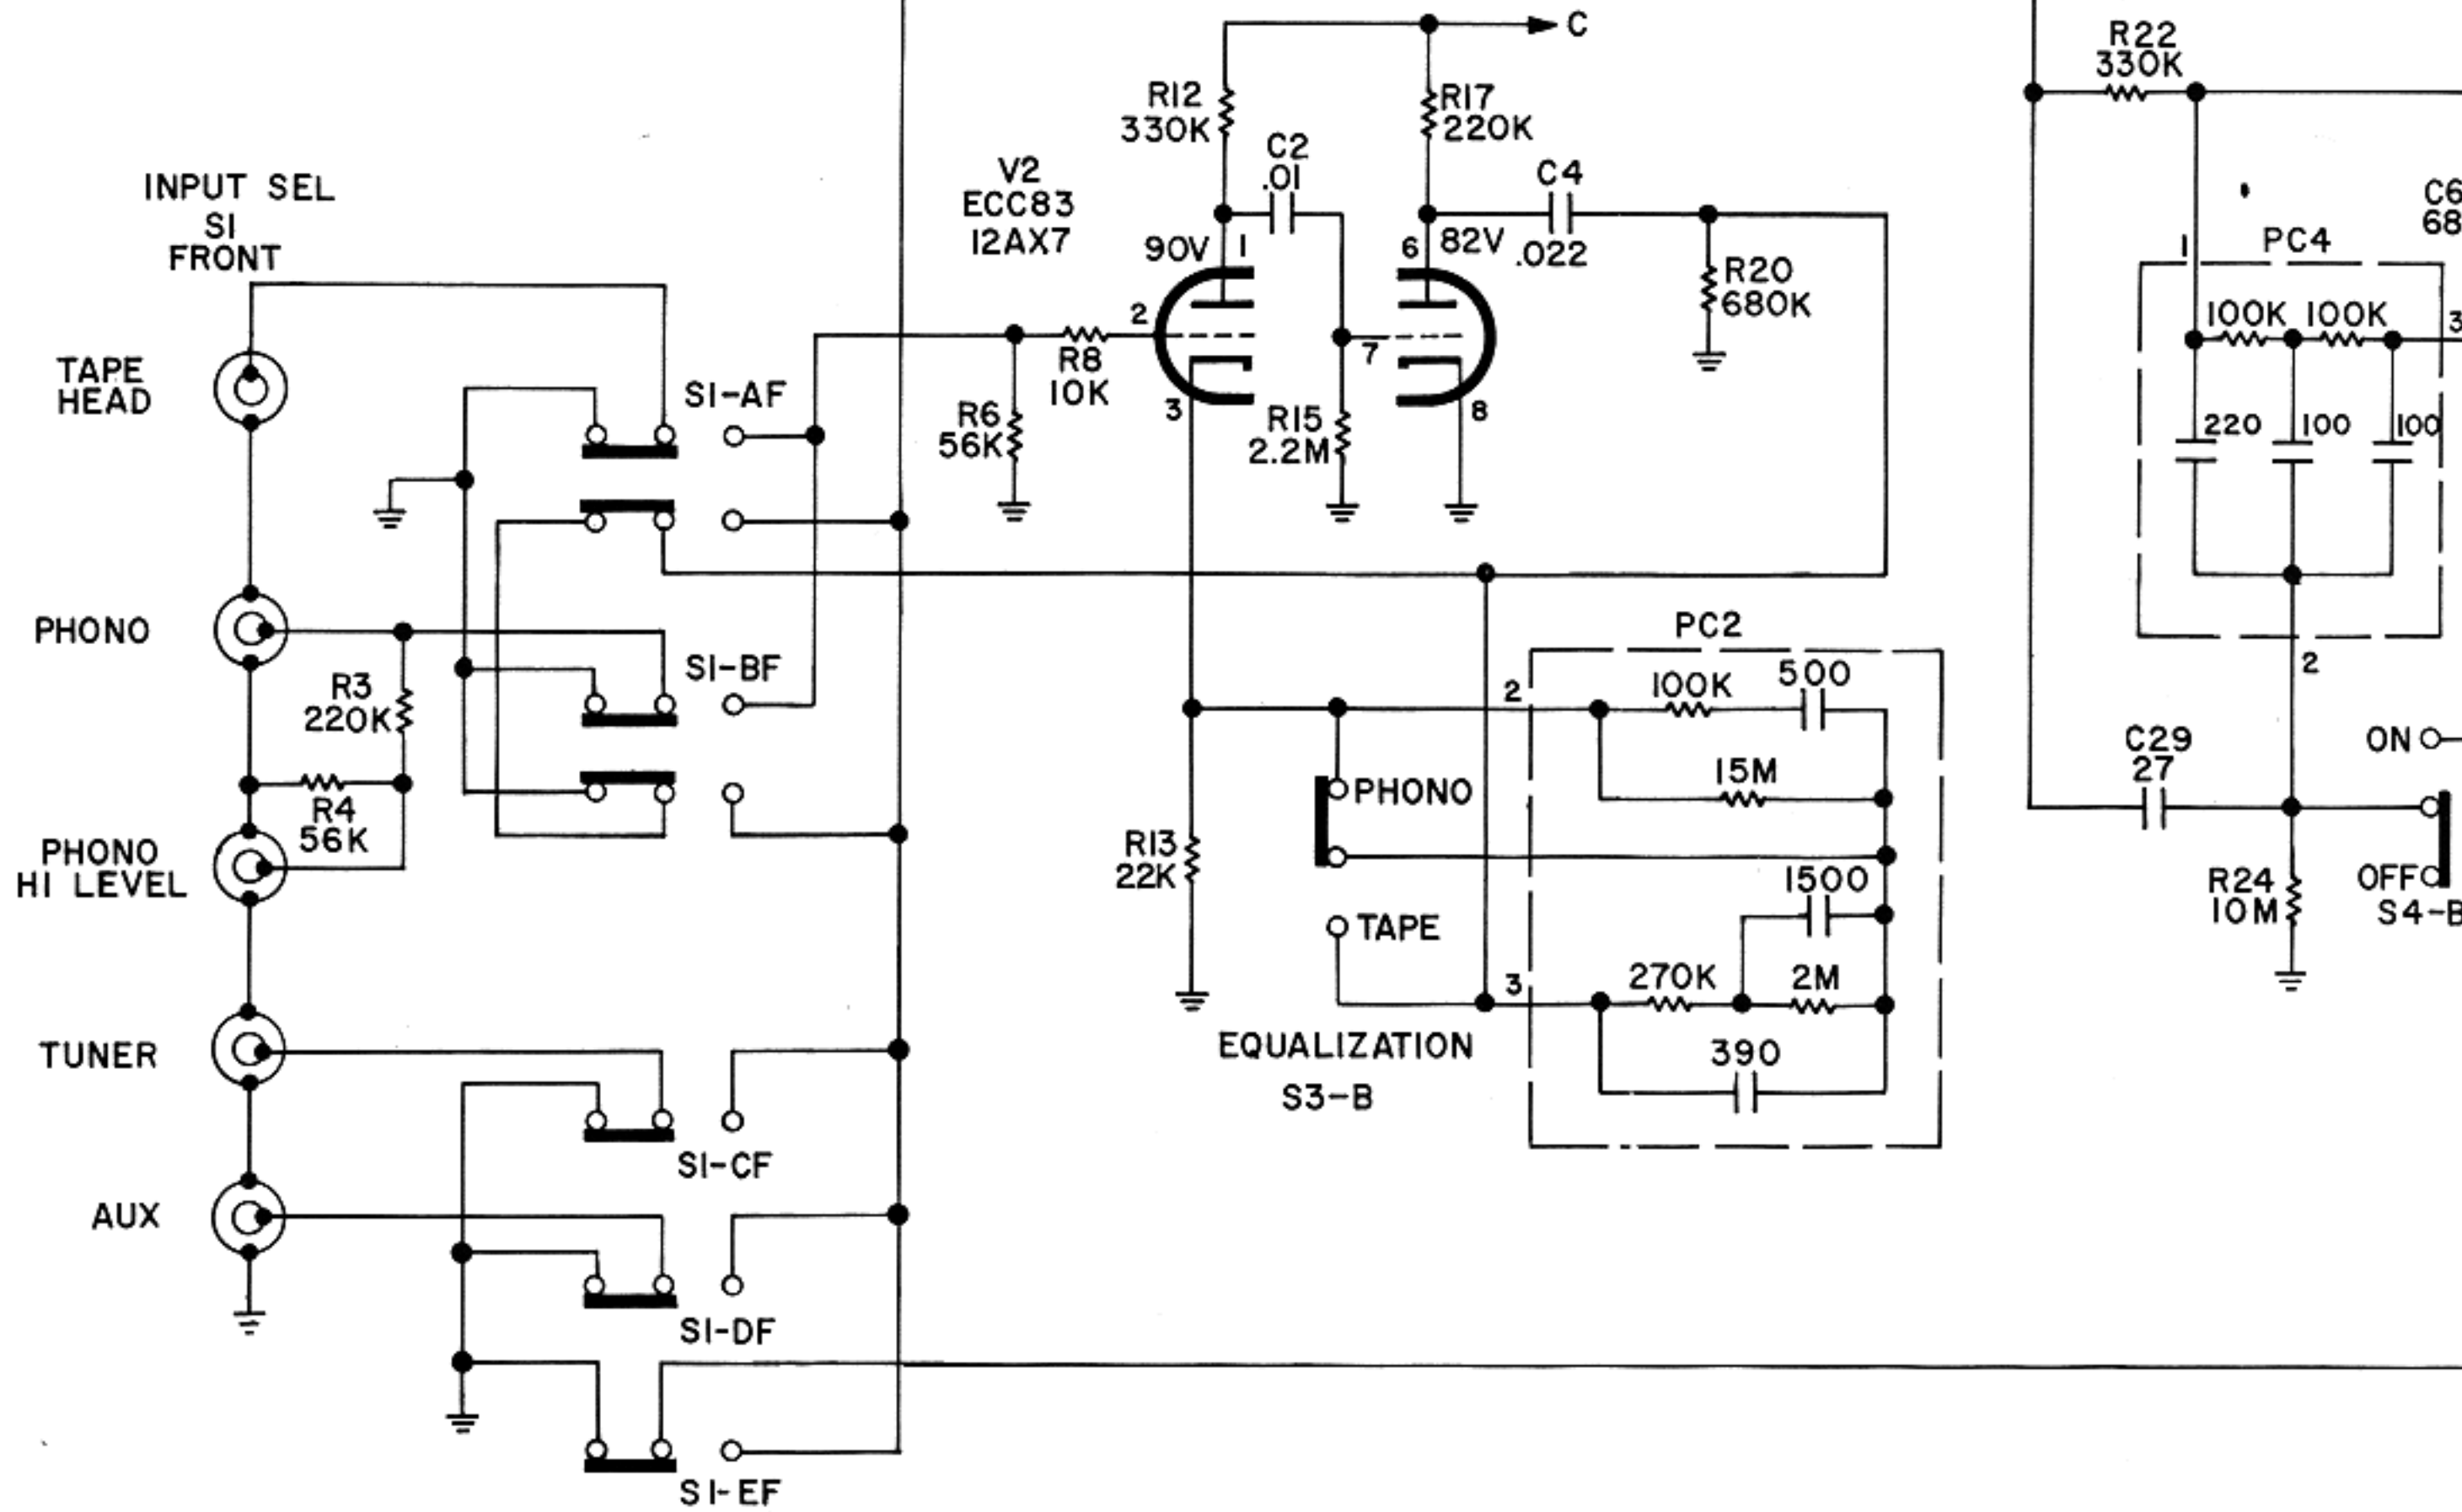 INPUT SEL
S1
FRONT
TAPE
HEAD
PHONO
R3
220K
R4
56K
PHONO
HI LEVEL
TUNER
AUX
S1-AF
S1-BF
S1-CF
S1-DF
S1-EF
C
R12
330K
R17
220K
C2
.01
C4
.022
V2
ECC83
12AX7
90V
1
6
82V
2
R8
10K
R6
56K
3
7
8
R15
2.2M
R20
680K
R13
22K
PHONO
TAPE
EQUALIZATION
S3-B
PC2
2
100K
500
15M
1500
3
270K
2M
390
R22
330K
C6
68
1
PC4
100K
100K
3
220
100
100
2
C29
27
ON
R24
10M
OFF
S4-B